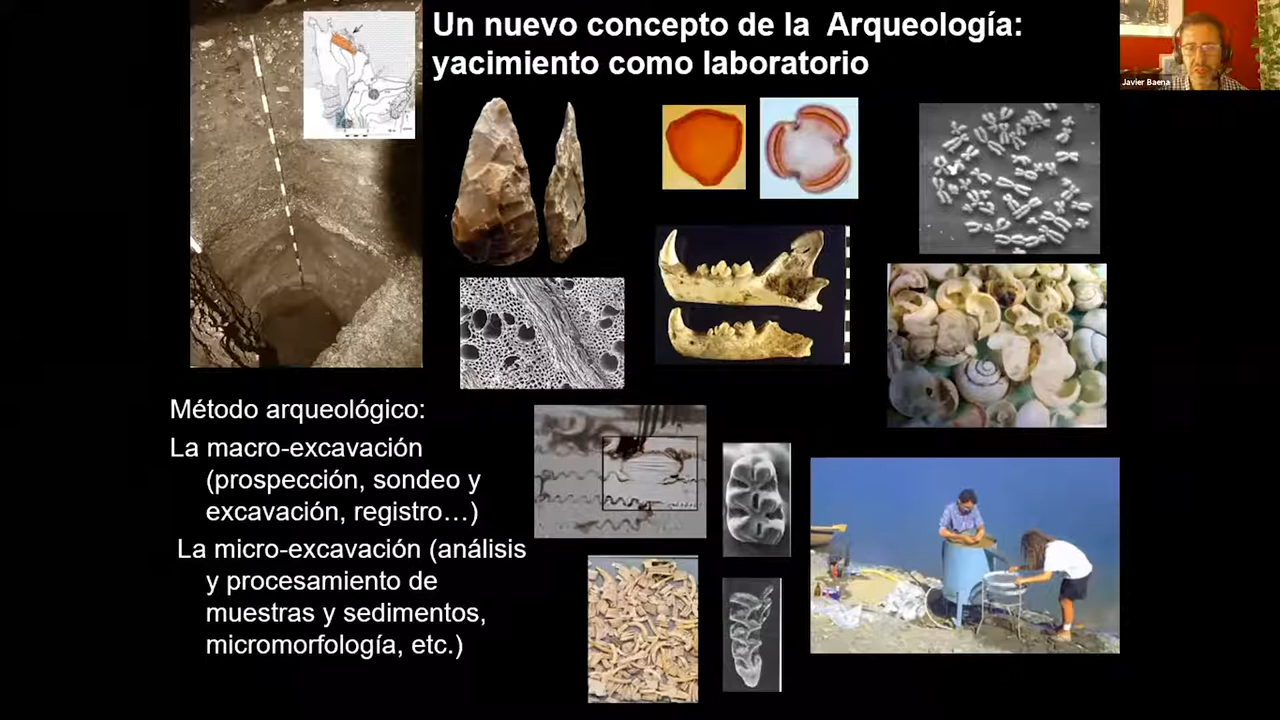 Un nuevo concepto de la Arqueología:
yacimiento como laboratorio
Javier Baena
Método arqueológico:
La macro-excavación
(prospección, sondeo y
excavación, registro…)
La micro-excavación (análisis
y procesamiento de
muestras y sedimentos,
micromorfología, etc.)